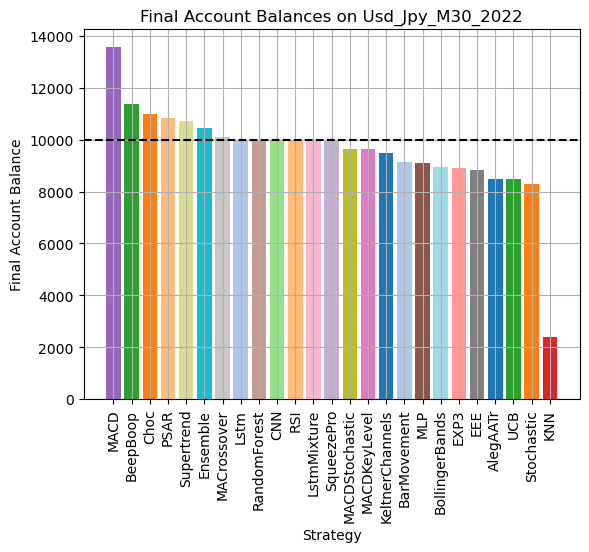 Final Account Balances on Usd_Jpy_M30_2022
Final Account Balance
14000
12000
10000
8000
6000
4000
2000
0
MACD
BeepBoop
Choc
PSAR
Supertrend
Ensemble
MACrossover
Lstm
RandomForest
CNN
RSI
LstmMixture
SqueezePro
MACDStochastic
MACDKeyLevel
KeltnerChannels
BarMovement
MLP
BollingerBands
EXP3
EEE
AlegAATr
UCB
Stochastic
KNN
Strategy